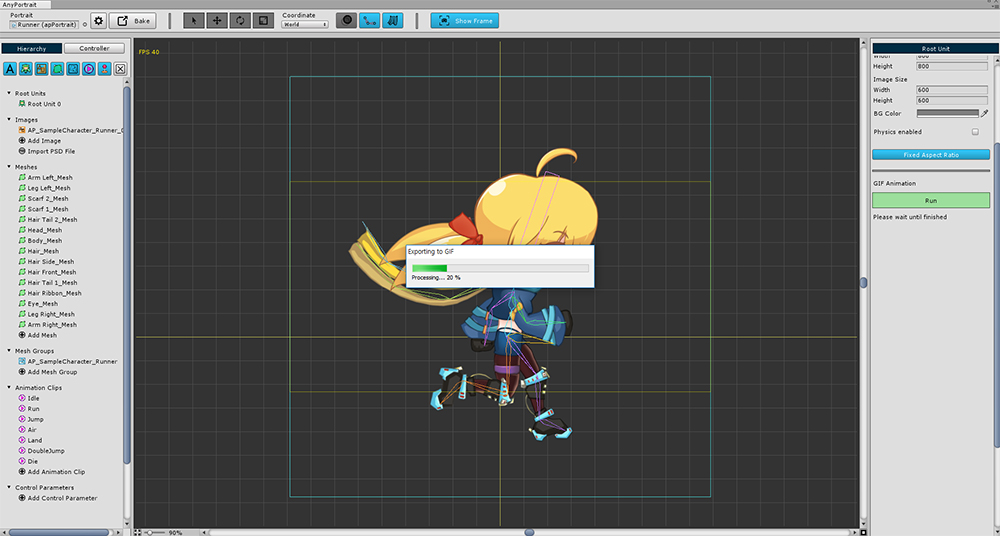 AnyPortrait
Portrait
Runner (apPortrait)
Bake
Coordinate
World
Show Frame
Hierarchy
Controller
A
Root Units
Root Unit 0
Images
AP_SampleCharacter_Runner_
Add Image
Import PSD File
Meshes
Arm Left_Mesh
Leg Left_Mesh
Scarf 2_Mesh
Scarf 1_Mesh
Hair Tail 2_Mesh
Head_Mesh
Body_Mesh
Hair_Mesh
Hair Side_Mesh
Hair Front_Mesh
Hair Tail 1_Mesh
Hair Ribbon_Mesh
Eye_Mesh
Leg Right_Mesh
Arm Right_Mesh
Add Mesh
Mesh Groups
AP_SampleCharacter_Runner
Add Mesh Group
Animation Clips
Idle
Run
Jump
Air
Land
DoubleJump
Die
Add Animation Clip
Control Parameters
Add Control Parameter
FPS 40
Exporting to GIF
Processing... 20 %
90%
Root Unit
Width 800
Height 800
Image Size
Width 600
Height 600
BG Color
Physics enabled
Fixed Aspect Ratio
GIF Animation
Run
Please wait until finished